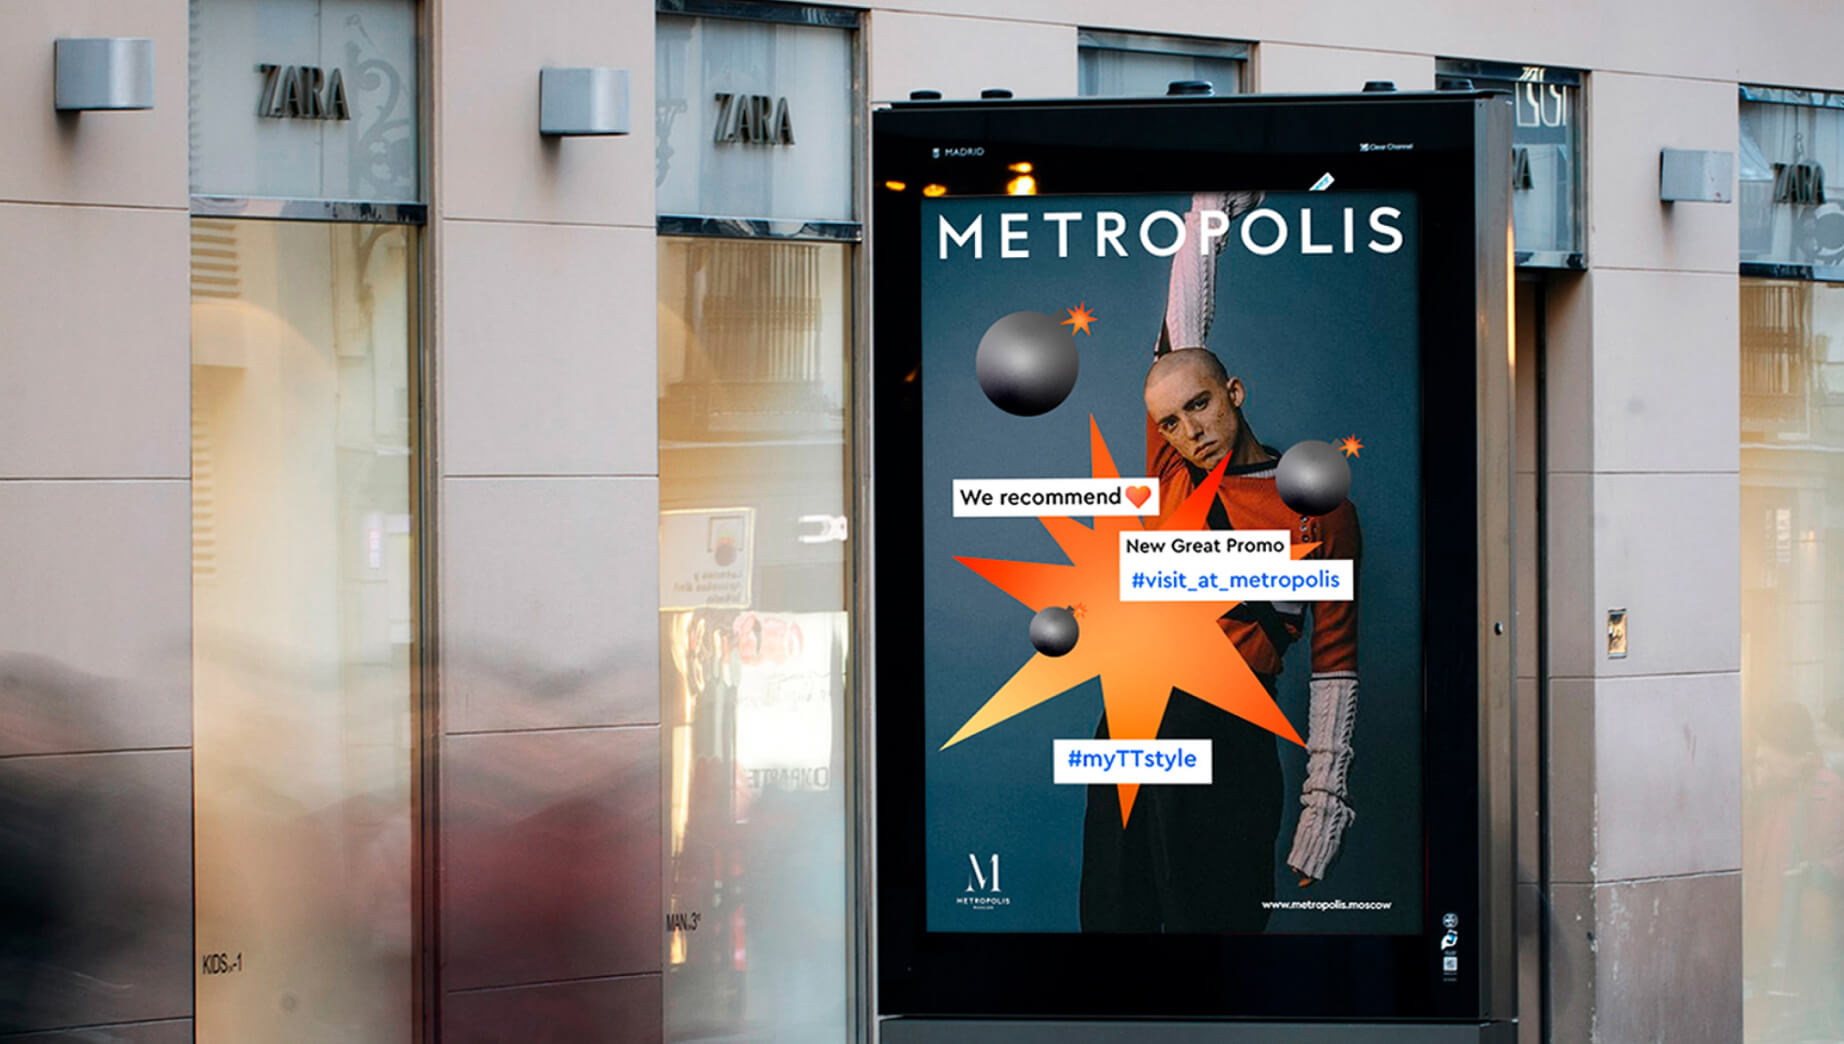 ZARA
ZARA
ZARA
MADRID
Clear Channel
METROPOLIS
We recommend❤️
New Great Promo
#visit_at_metropolis
#myTTstyle
M
METROPOLIS
MOSCOW
www.metropolis.moscow
MAN
KIDS -1